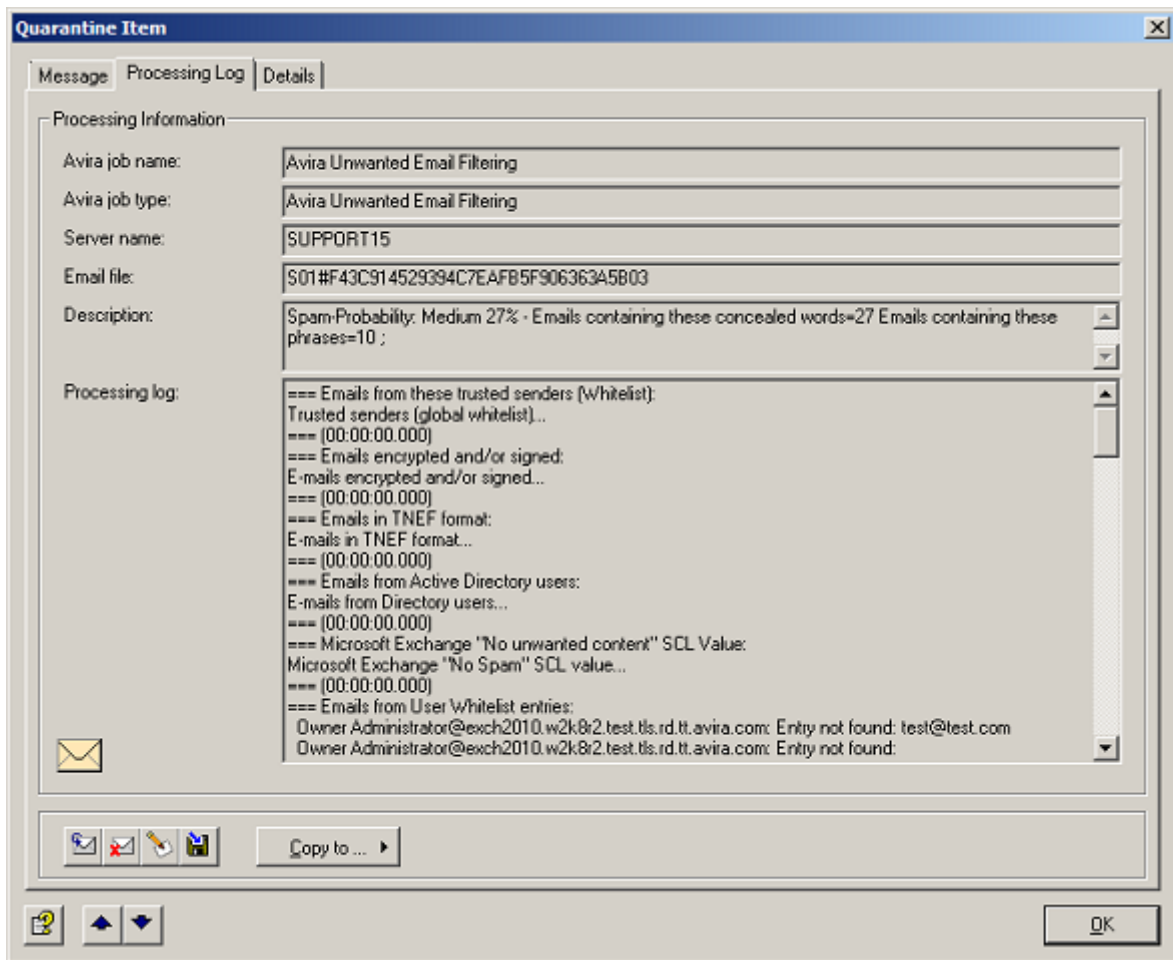 Quarantine Item
Message Processing Log Details
Processing Information
Avira job name: Avira Unwanted Email Filtering
Avira job type: Avira Unwanted Email Filtering
Server name: SUPPORT15
Email file: S01#F43C914529394C7EAFB5F906363A5B03
Description: Spam-Probability: Medium 27% - Emails containing these concealed words=27 Emails containing these
phrases=10 ;
Processing log: === Emails from these trusted senders (Whitelist):
Trusted senders (global whitelist)...
=== (00:00:00.000)
=== Emails encrypted and/or signed:
E-mails encrypted and/or signed...
=== (00:00:00.000)
=== Emails in TNEF format:
E-mails in TNEF format...
=== (00:00:00.000)
=== Emails from Active Directory users:
E-mails from Directory users...
=== (00:00:00.000)
=== Microsoft Exchange "No unwanted content" SCL Value:
Microsoft Exchange "No Spam" SCL value...
=== (00:00:00.000)
=== Emails from User Whitelist entries:
Owner Administrator@exch2010.w2k8r2.test.tls.rd.tt.avira.com: Entry not found: test@test.com
Owner Administrator@exch2010.w2k8r2.test.tls.rd.tt.avira.com: Entry not found:
Copy to ...
OK